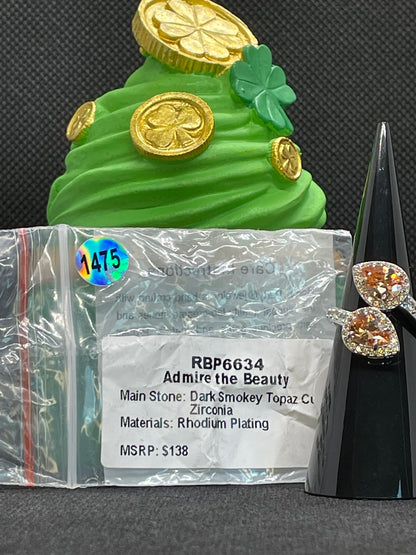 1475
RBP6634
Admire the Beauty
Main Stone: Dark Smokey Topaz Cu
Zirconia
Materials: Rhodium Plating
MSRP: $138